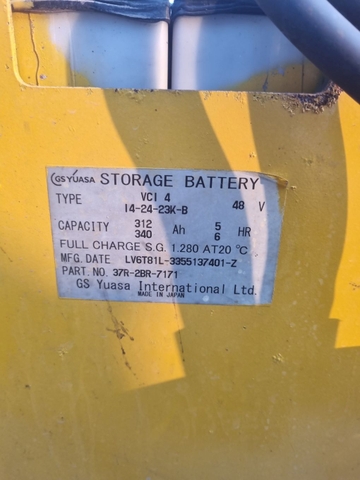 GS YUASA STORAGE BATTERY
TYPE VCI 4 48 V
14-24-23K-B
CAPACITY 312 Ah 5 HR
340 6
FULL CHARGE S.G. 1.280 AT 20 °C
MFG. DATE LV6T81L-3355137401-Z
PART. NO. 37R-2BR-7171
GS Yuasa International Ltd.
MADE IN JAPAN